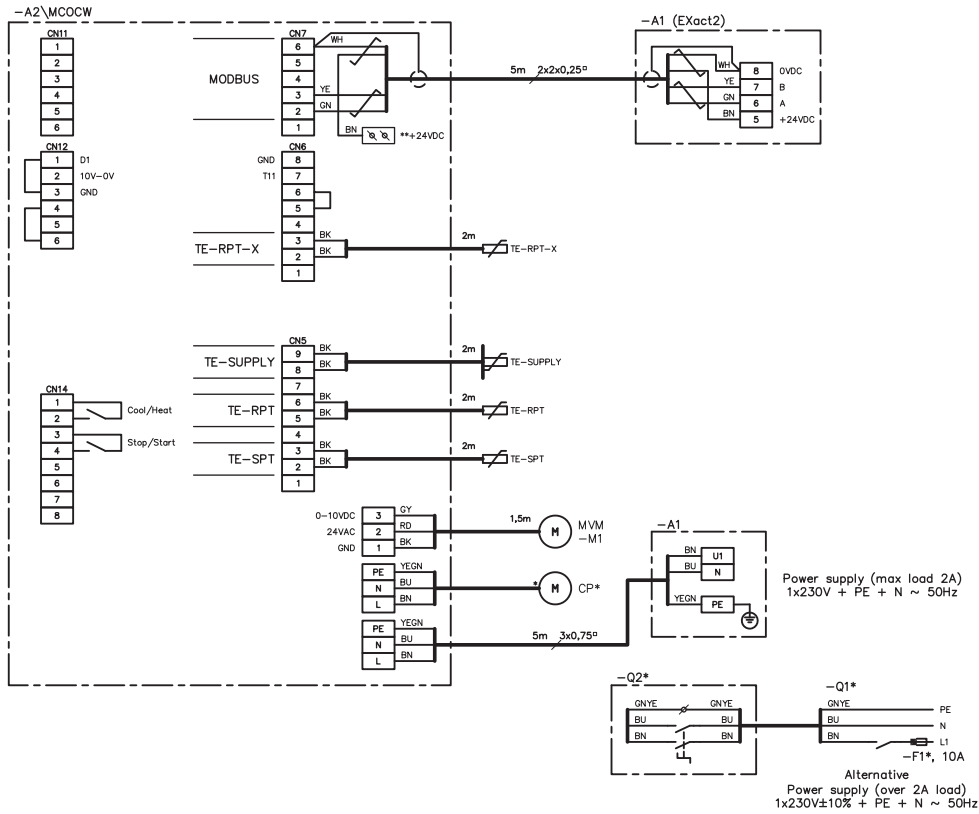 -A2\MCOCW
CN11
1
2
3
4
5
6
CN12
1 D1
2 10V-0V
3 GND
4
5
6
CN14
1
2
Cool/Heat
3
4
Stop/Start
5
6
7
8
MODBUS
CN7
6 WH
5
4
3 YE
2 GN
1
BN **+24VDC
CN6
GND 8
T11 7
6
5
4
TE-RPT-X
3 BK
2 BK
1
2m
TE-RPT-X
CN5
TE-SUPPLY
9 BK
8 BK
7
2m
TE-SUPPLY
TE-RPT
6 BK
5 BK
4
2m
TE-RPT
TE-SPT
3 BK
2 BK
1
2m
TE-SPT
0-10VDC 3 GY
24VAC 2 RD
GND 1 BK
1,5m
M
MVM
-M1
PE YEGN
N BU
L BN
* M CP*
PE YEGN
N BU
L BN
5m 3x0,75¤
5m 2x2x0,25¤
-A1 (EXact2)
WH 8 0VDC
YE 7 B
GN 6 A
BN 5 +24VDC
-A1
BN U1
BU N
YEGN PE
Power supply (max load 2A)
1x230V + PE + N ~ 50Hz
-Q2*
GNYE GNYE
BU BU
BN BN
-Q1*
GNYE PE
BU N
BN L1
-F1*, 10A
Alternative
Power supply (over 2A load)
1x230V±10% + PE + N ~ 50Hz